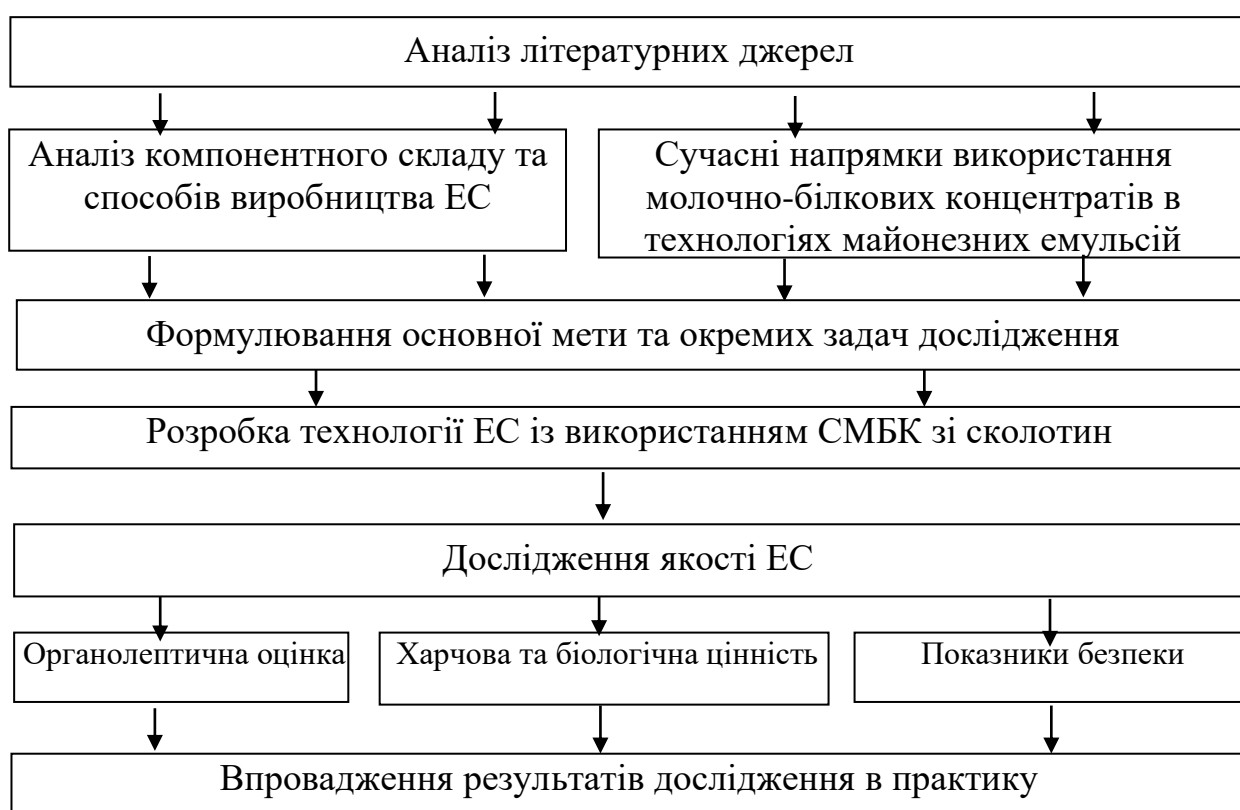 Аналіз літературних джерел
Аналіз компонентного складу та
способів виробництва ЕС
Сучасні напрямки використання
молочно-білкових концентратів в
технологіях майонезних емульсій
Формулювання основної мети та окремих задач дослідження
Розробка технології ЕС із використанням СМБК зі сколотин
Дослідження якості ЕС
Органолептична оцінка
Харчова та біологічна цінність
Показники безпеки
Впровадження результатів дослідження в практику